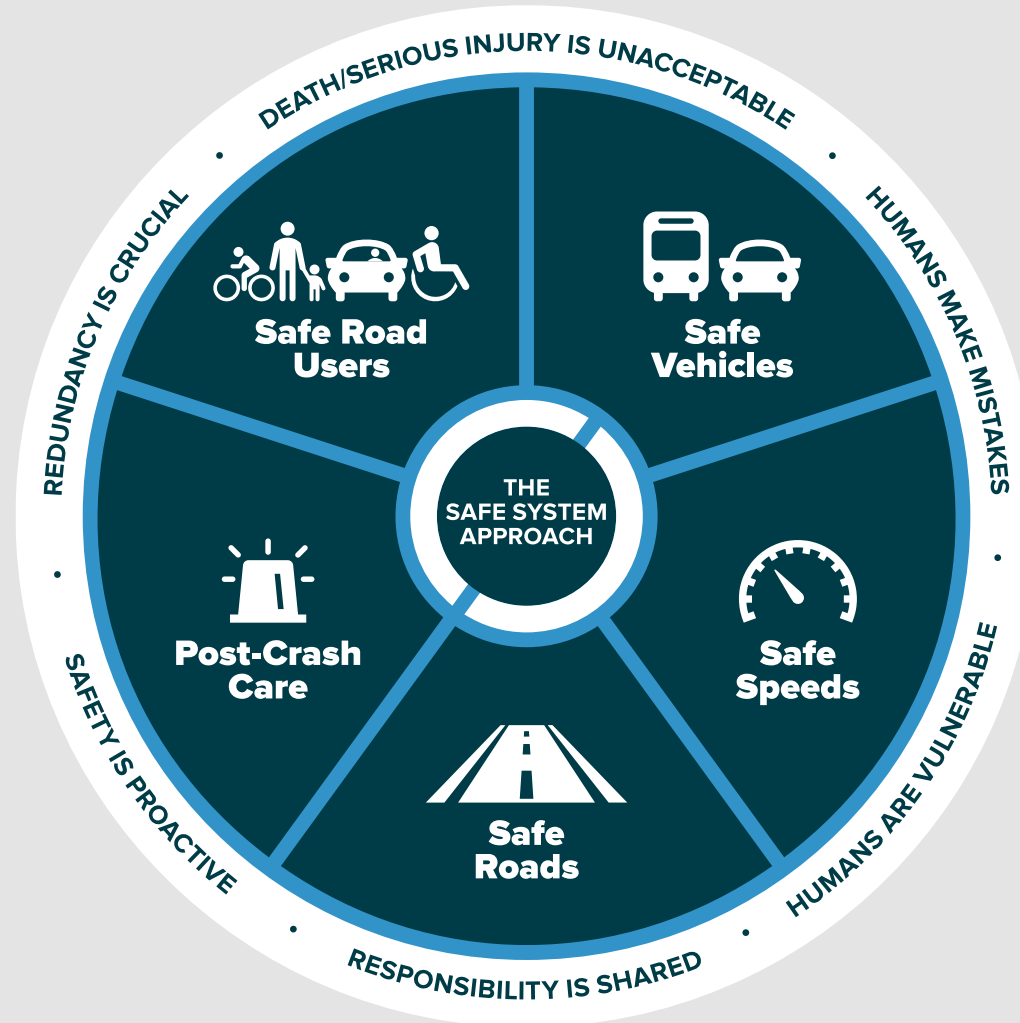 DEATH/SERIOUS INJURY IS UNACCEPTABLE
HUMANS MAKE MISTAKES
HUMANS ARE VULNERABLE
RESPONSIBILITY IS SHARED
SAFETY IS PROACTIVE
REDUNDANCY IS CRUCIAL
Safe Road
Users
Safe
Vehicles
Safe
Speeds
Safe
Roads
Post-Crash
Care
THE
SAFE SYSTEM
APPROACH